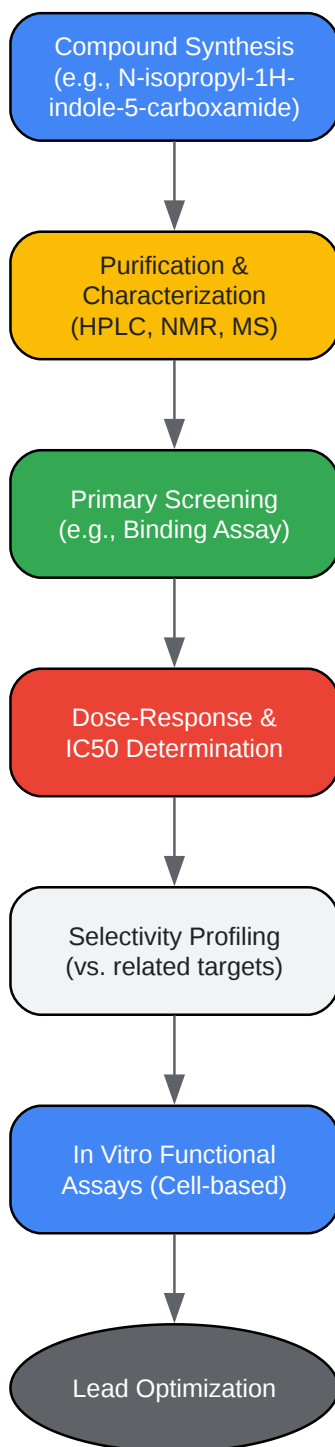 Compound Synthesis
(e.g., N-isopropyl-1H-
indole-5-carboxamide)
Purification &
Characterization
(HPLC, NMR, MS)
Primary Screening
(e.g., Binding Assay)
Dose-Response &
IC50 Determination
Selectivity Profiling
(vs. related targets)
In Vitro Functional
Assays (Cell-based)
Lead Optimization